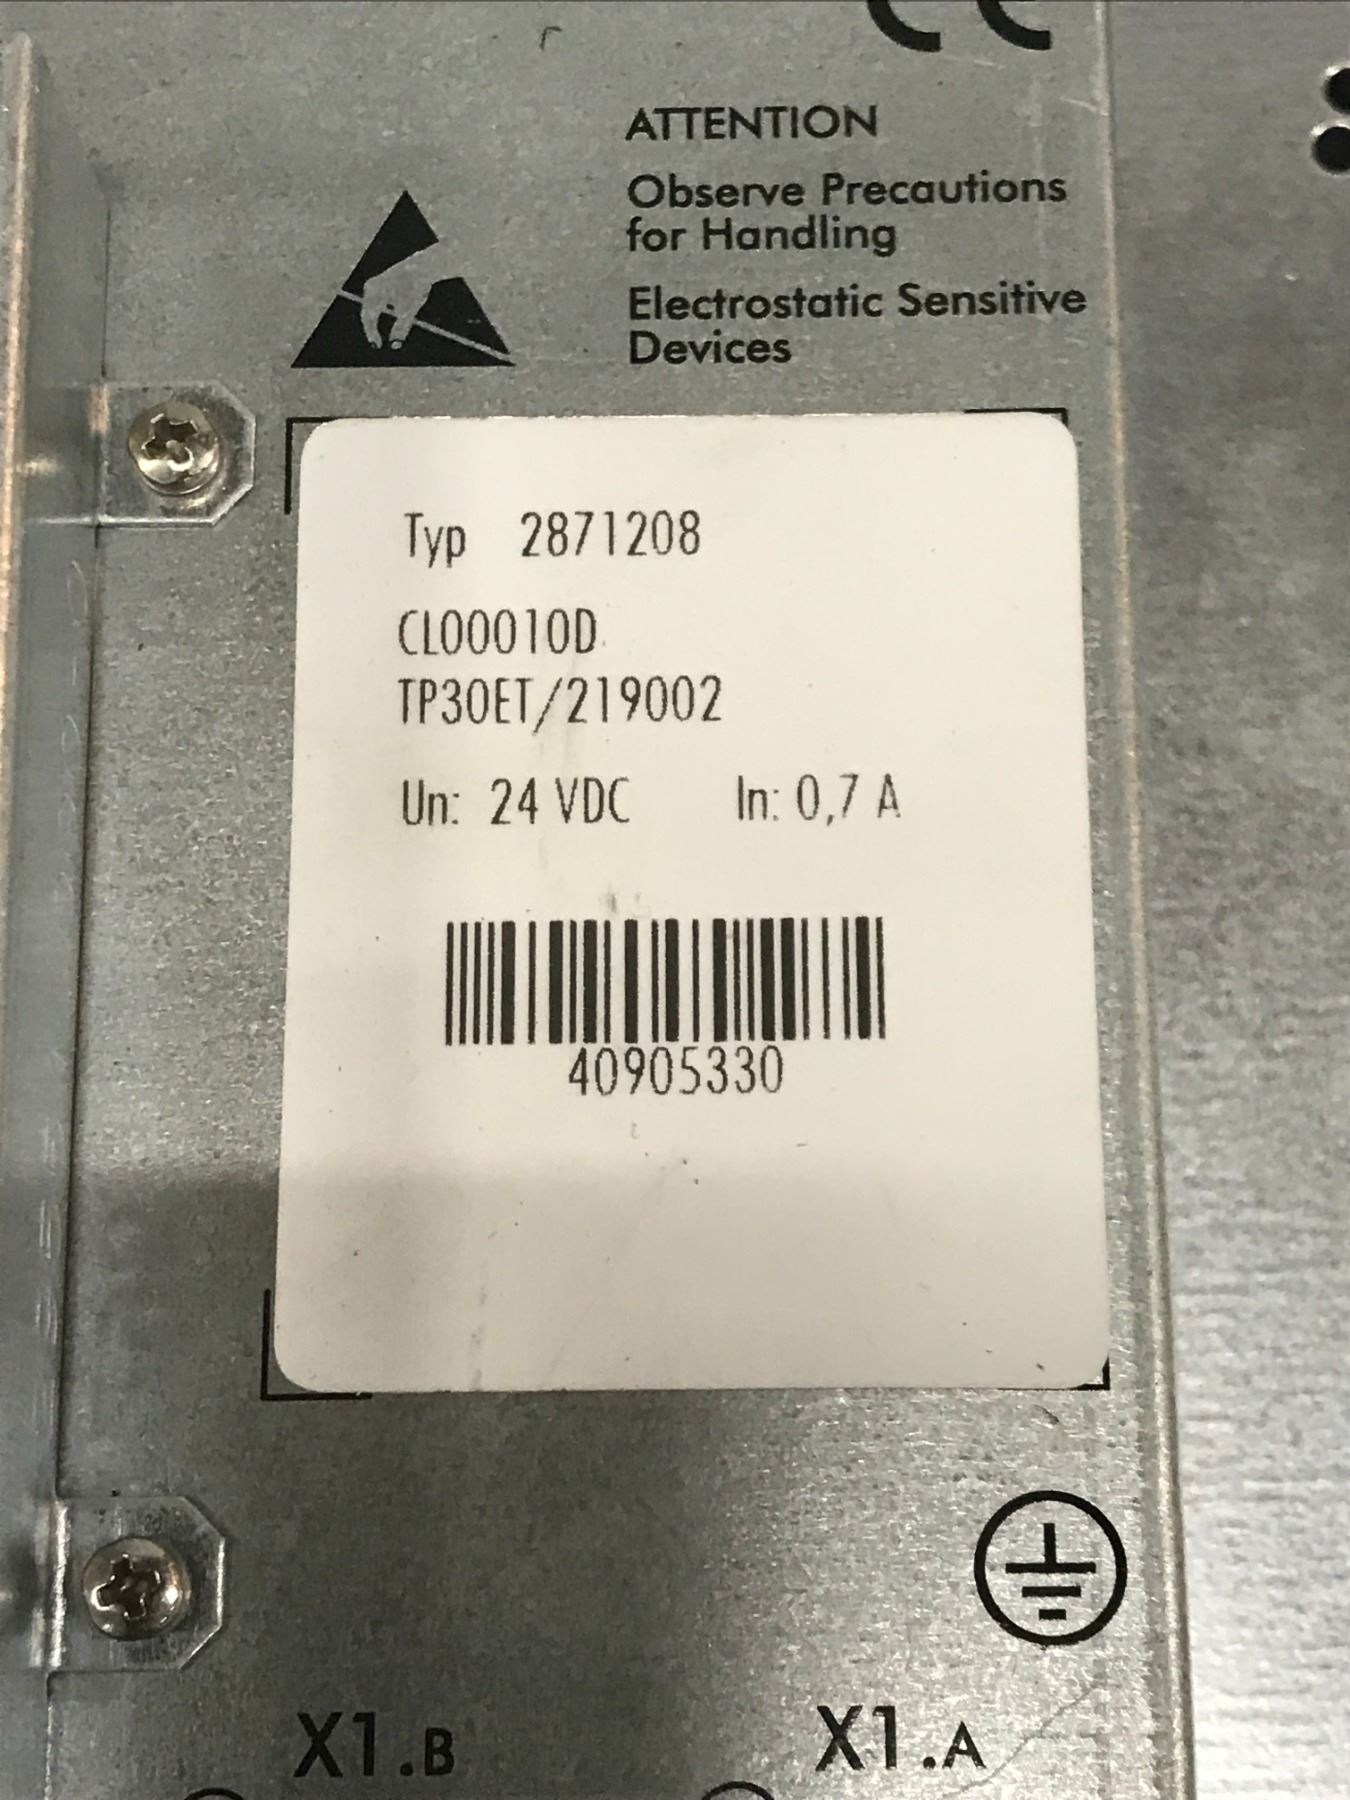 CE
ATTENTION
Observe Precautions
for Handling
Electrostatic Sensitive
Devices
Typ 2871208
CL00010D
TP30ET/219002
Un: 24 VDC In: 0,7 A
40905330
X1.B X1.A